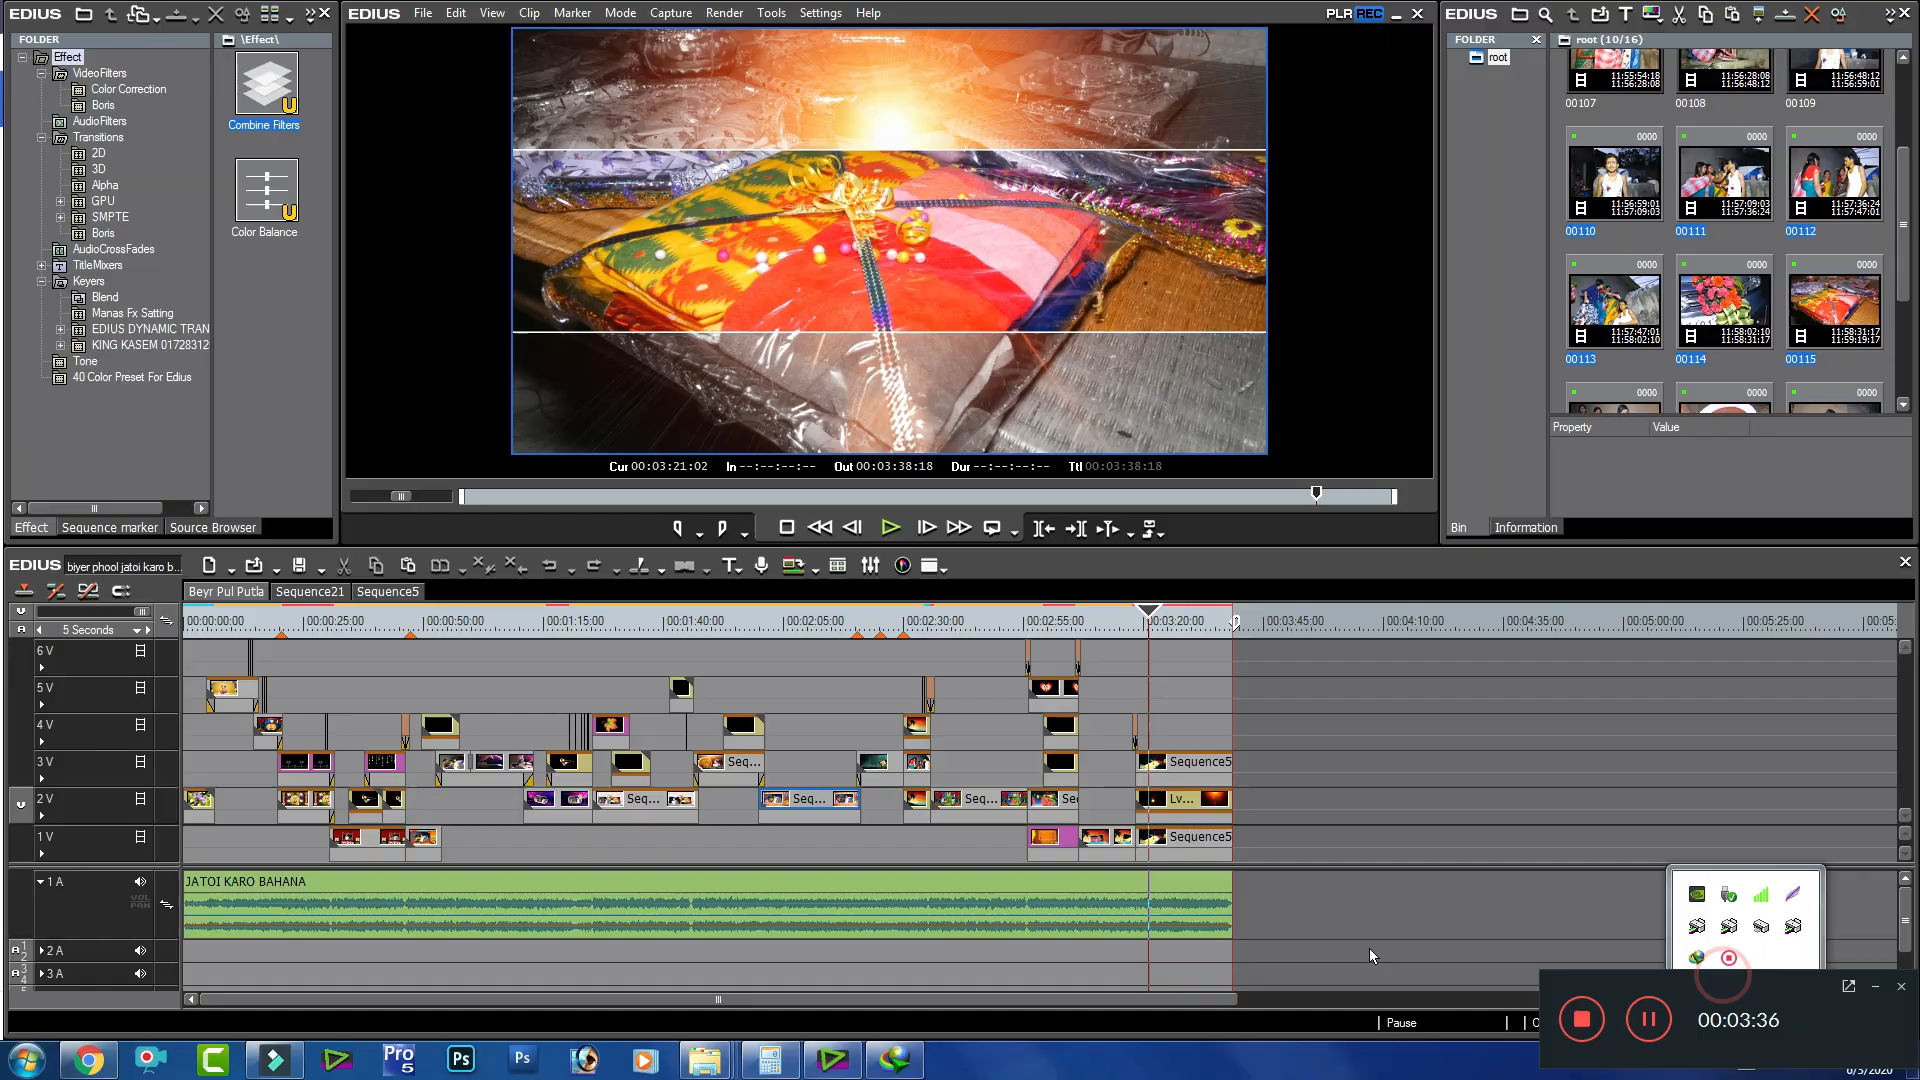 EDIUS
FOLDER
\Effect\
Effect
VideoFilters
Color Correction
Boris
AudioFilters
Transitions
2D
3D
Alpha
GPU
SMPTE
Boris
AudioCrossFades
TitleMixers
Keyers
Blend
Manas Fx Satting
EDIUS DYNAMIC TRAN
KING KASEM 01728312
Tone
40 Color Preset For Edius
Combine Filters
Color Balance
Effect Sequence marker Source Browser
EDIUS File Edit View Clip Marker Mode Capture Render Tools Settings Help PLR REC
Cur 00:03:21:02 In --:--:--:-- Out 00:03:38:18 Dur --:--:--:-- Ttl 00:03:38:18
EDIUS
FOLDER
root (10/16)
root
11:55:54:18 11:56:28:08 11:56:48:12
11:56:28:08 11:56:48:12 11:56:59:01
00107 00108 00109
0000 0000 0000
11:56:59:01 11:57:09:03 11:57:36:24
11:57:09:03 11:57:36:24 11:57:47:01
00110 00111 00112
0000 0000 0000
11:57:47:01 11:58:02:10 11:58:31:17
11:58:02:10 11:58:31:17 11:59:19:17
00113 00114 00115
0000 0000 0000
Property Value
Bin Information
EDIUS biyer phool jatoi karo b...
Beyr Pul Putla Sequence21 Sequence5
5 Seconds
00:00:00:00 00:00:25:00 00:00:50:00 00:01:15:00 00:01:40:00 00:02:05:00 00:02:30:00 00:02:55:00 00:03:20:00 00:03:45:00 00:04:10:00 00:04:35:00 00:05:00:00 00:05:25:00 00:05:
6 V
5 V
4 V
3 V Seq... Sequence5
2 V Seq... Seq... Seq... Se Lv...
1 V Sequence5
1 A JATOI KARO BAHANA
VOL
PAN
2 A
3 A
Pause
00:03:36
Pro
5
Ps
Ps
6/3/2020